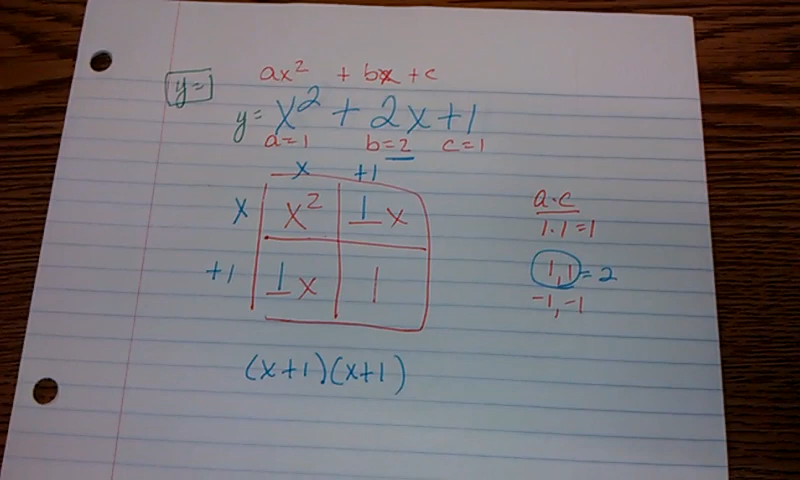 ax² + bx + c
y=
y= x² + 2x + 1
a=1 b=2 c=1
x +1
x x² 1x
+1 1x 1
(x+1)(x+1)
a·c
1·1=1
1,1 = 2
-1,-1